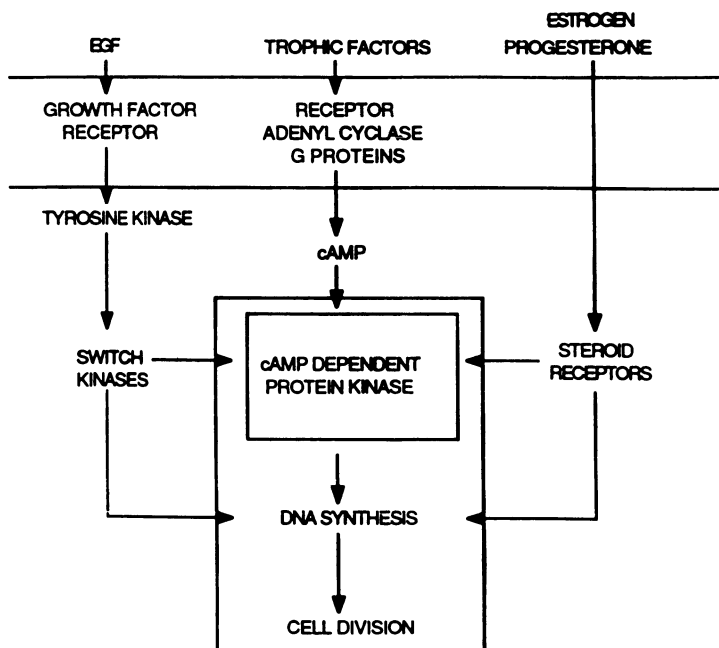 EGF
TROPHIC FACTORS
ESTROGEN
PROGESTERONE
GROWTH FACTOR
RECEPTOR
RECEPTOR
ADENYL CYCLASE
G PROTEINS
TYROSINE KINASE
cAMP
SWITCH
KINASES
cAMP DEPENDENT
PROTEIN KINASE
STEROID
RECEPTORS
DNA SYNTHESIS
CELL DIVISION